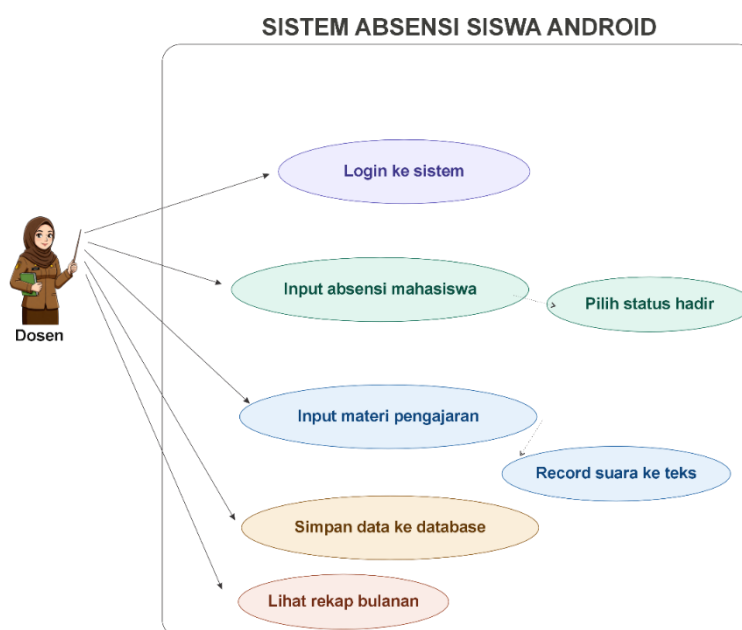 SISTEM ABSENSI SISWA ANDROID
Login ke sistem
Input absensi mahasiswa
Pilih status hadir
Dosen
Input materi pengajaran
Record suara ke teks
Simpan data ke database
Lihat rekap bulanan